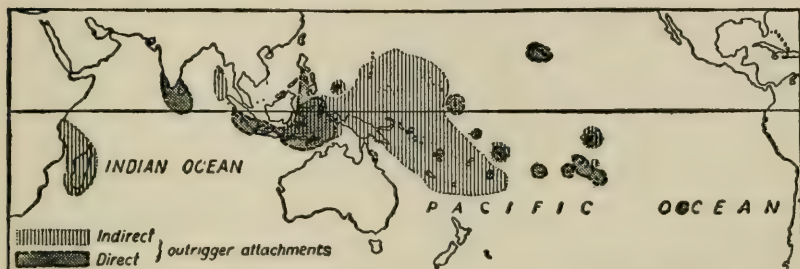 INDIAN OCEAN
PACIFIC OCEAN
Indirect
Direct } outrigger attachments